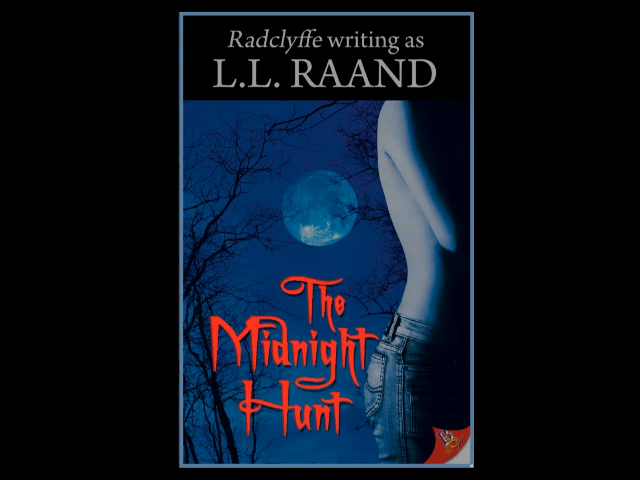 Radclyffe writing as
L.L. RAAND
The
Midnight
Hunt